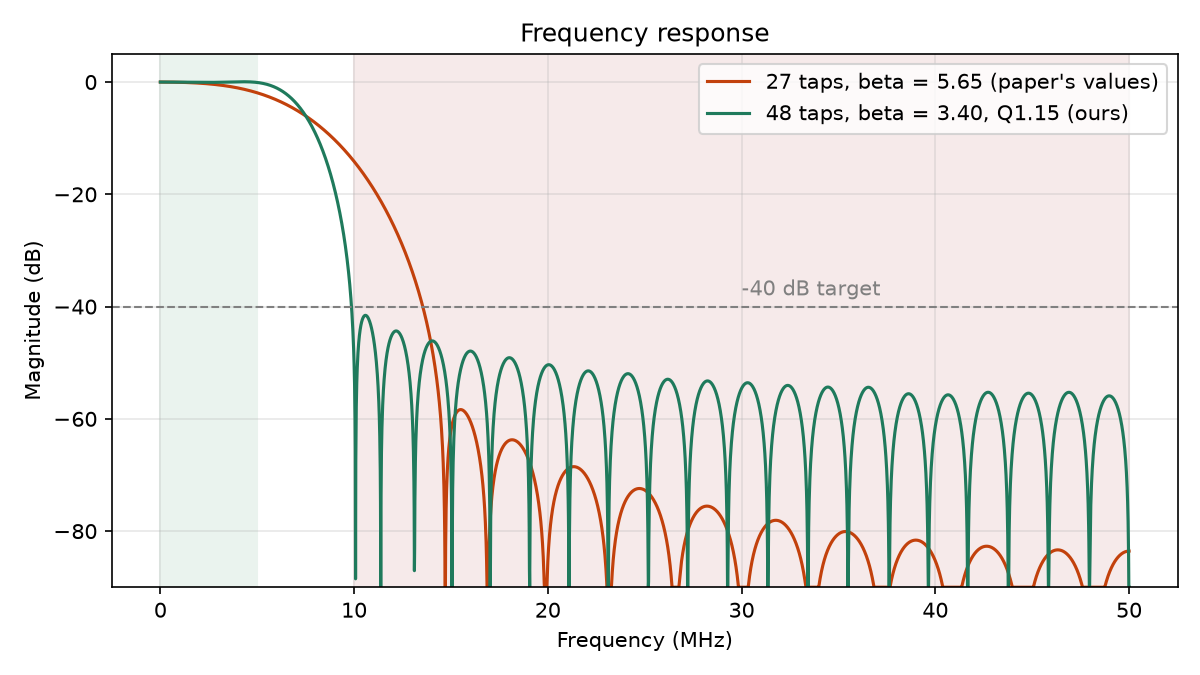 Frequency response
27 taps, beta = 5.65 (paper's values)
48 taps, beta = 3.40, Q1.15 (ours)
-40 dB target
Magnitude (dB)
0
−20
−40
−60
−80
0 10 20 30 40 50
Frequency (MHz)